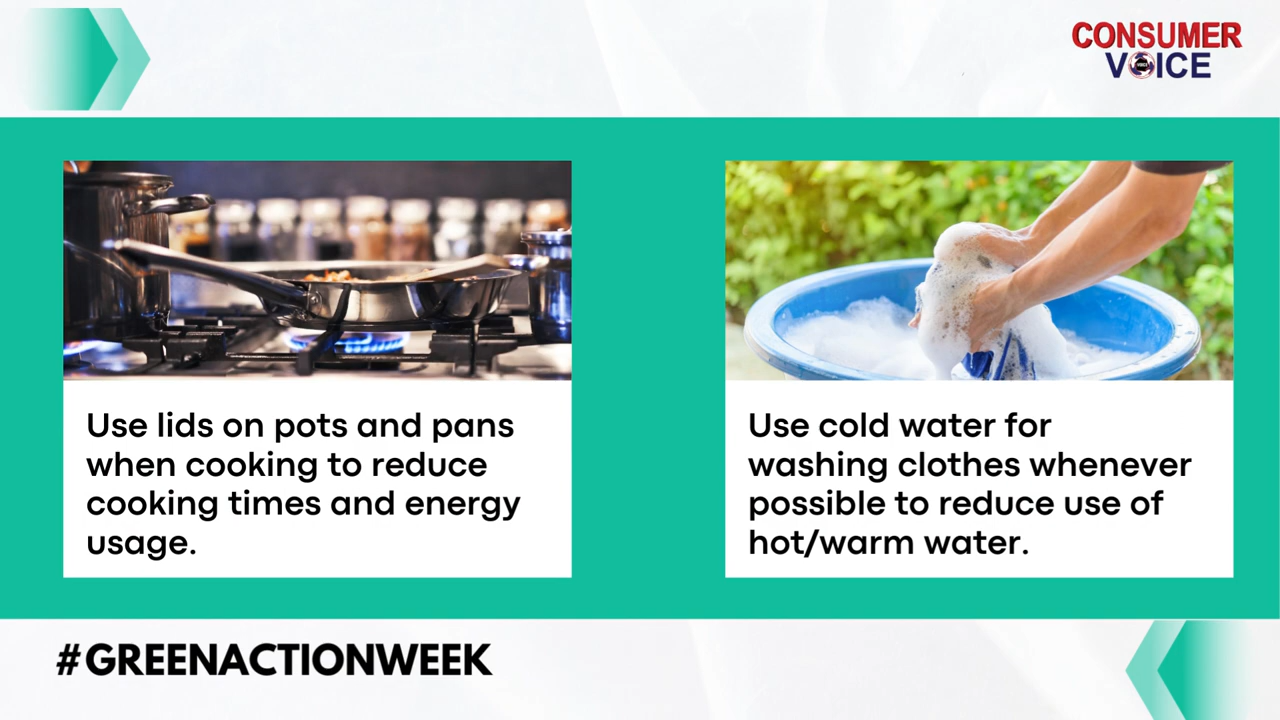 CONSUMER
VOICE
Use lids on pots and pans
when cooking to reduce
cooking times and energy
usage.
Use cold water for
washing clothes whenever
possible to reduce use of
hot/warm water.
#GREENACTIONWEEK